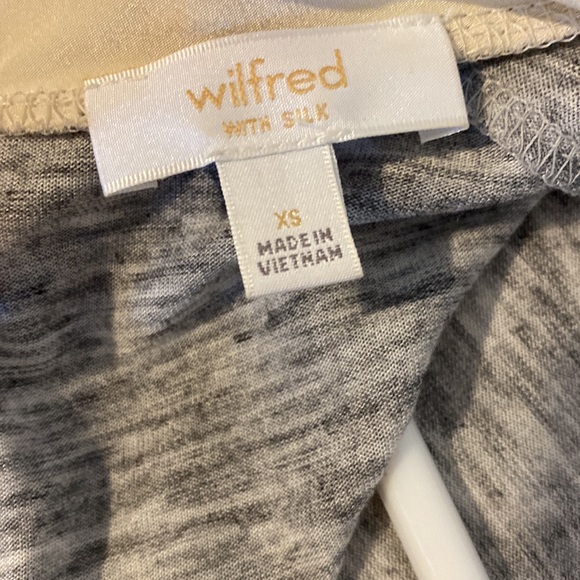 wilfred
WITH SILK
XS
MADE IN
VIETNAM